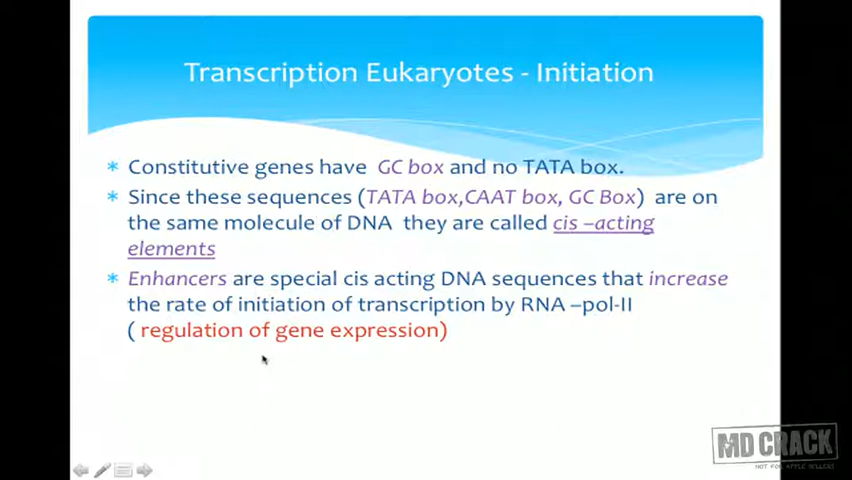 Transcription Eukaryotes - Initiation
* Constitutive genes have GC box and no TATA box.
* Since these sequences (TATA box,CAAT box, GC Box) are on
the same molecule of DNA they are called cis –acting
elements
* Enhancers are special cis acting DNA sequences that increase
the rate of initiation of transcription by RNA –pol-II
( regulation of gene expression)
MD CRACK
NOT FOR APPLE SELLERS